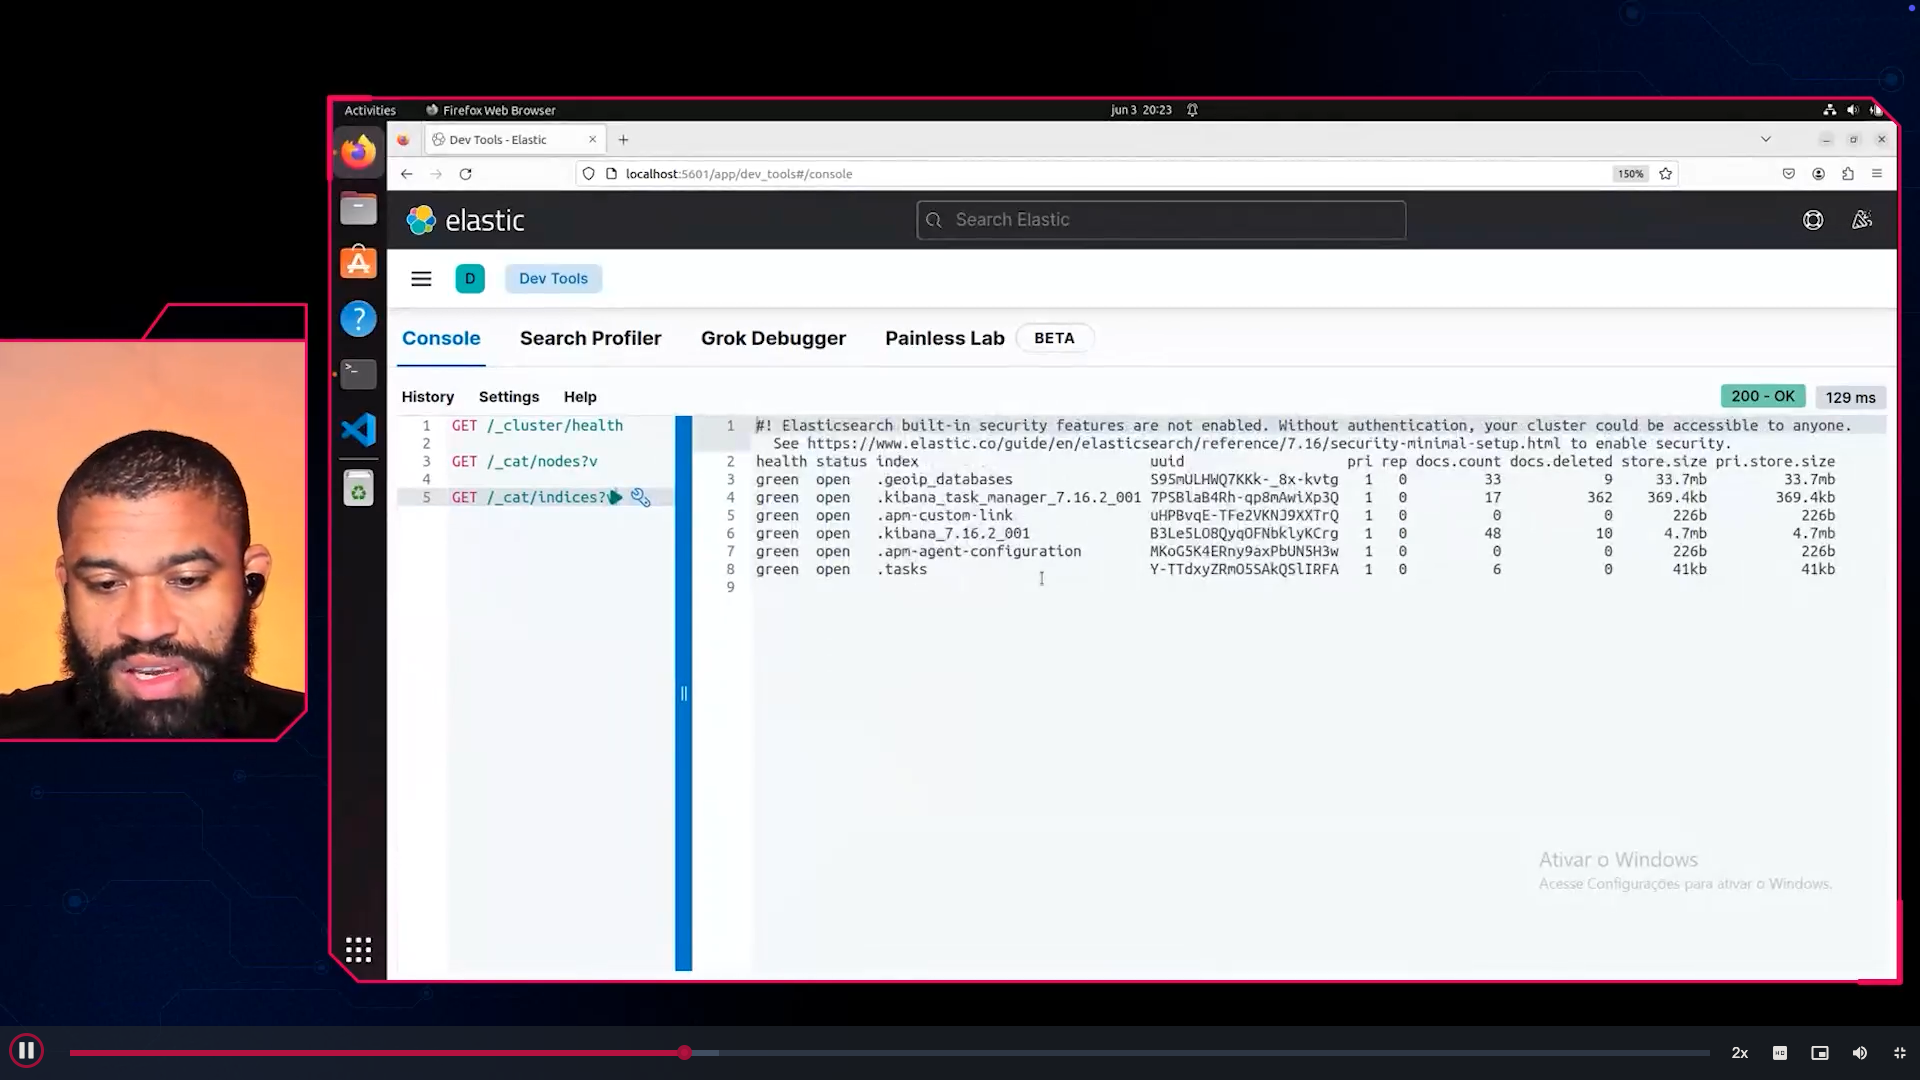 Activities
Firefox Web Browser
jun 3 20:23
Dev Tools - Elastic
localhost:5601/app/dev_tools#/console
150%
elastic
Search Elastic
D
Dev Tools
Console
Search Profiler
Grok Debugger
Painless Lab
BETA
History
Settings
Help
200 - OK
129 ms
1 GET /_cluster/health
2
3 GET /_cat/nodes?v
4
5 GET /_cat/indices?v
1 #! Elasticsearch built-in security features are not enabled. Without authentication, your cluster could be accessible to anyone.
See https://www.elastic.co/guide/en/elasticsearch/reference/7.16/security-minimal-setup.html to enable security.
2 health status index uuid pri rep docs.count docs.deleted store.size pri.store.size
3 green open .geoip_databases S95mULHWQ7KKk-_8x-kvtg 1 0 33 9 33.7mb 33.7mb
4 green open .kibana_task_manager_7.16.2_001 7PSBlaB4Rh-qp8mAwiXp3Q 1 0 17 362 369.4kb 369.4kb
5 green open .apm-custom-link uHPBvqE-TFe2VKNJ9XXTrQ 1 0 0 0 226b 226b
6 green open .kibana_7.16.2_001 B3Le5LO8QyqOFNbklyKCrg 1 0 48 10 4.7mb 4.7mb
7 green open .apm-agent-configuration MKoG5K4ERny9axPbUN5H3w 1 0 0 0 226b 226b
8 green open .tasks Y-TTdxyZRmO5SAkQSlIRFA 1 0 6 0 41kb 41kb
9
Ativar o Windows
Acesse Configurações para ativar o Windows.
2x
HD